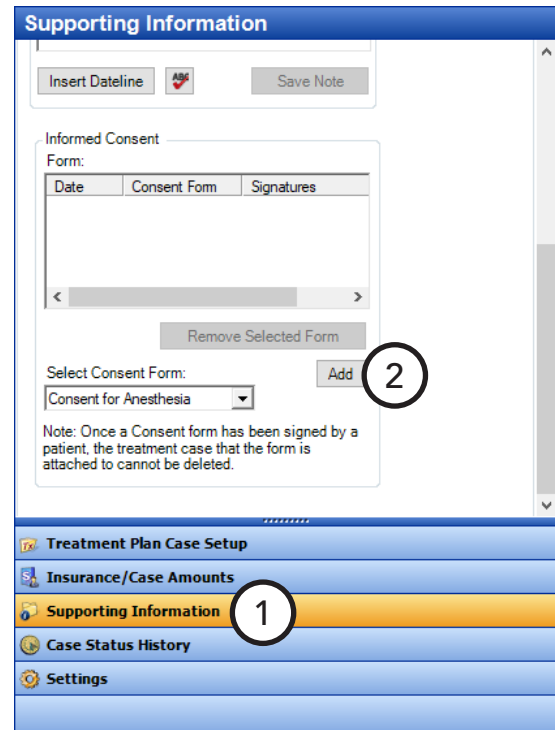 Supporting Information
Insert Dateline ABC Save Note
Informed Consent
Form:
Date Consent Form Signatures
Remove Selected Form
Select Consent Form: Add 2
Consent for Anesthesia
Note: Once a Consent form has been signed by a
patient, the treatment case that the form is
attached to cannot be deleted.
Treatment Plan Case Setup
Insurance/Case Amounts
Supporting Information 1
Case Status History
Settings